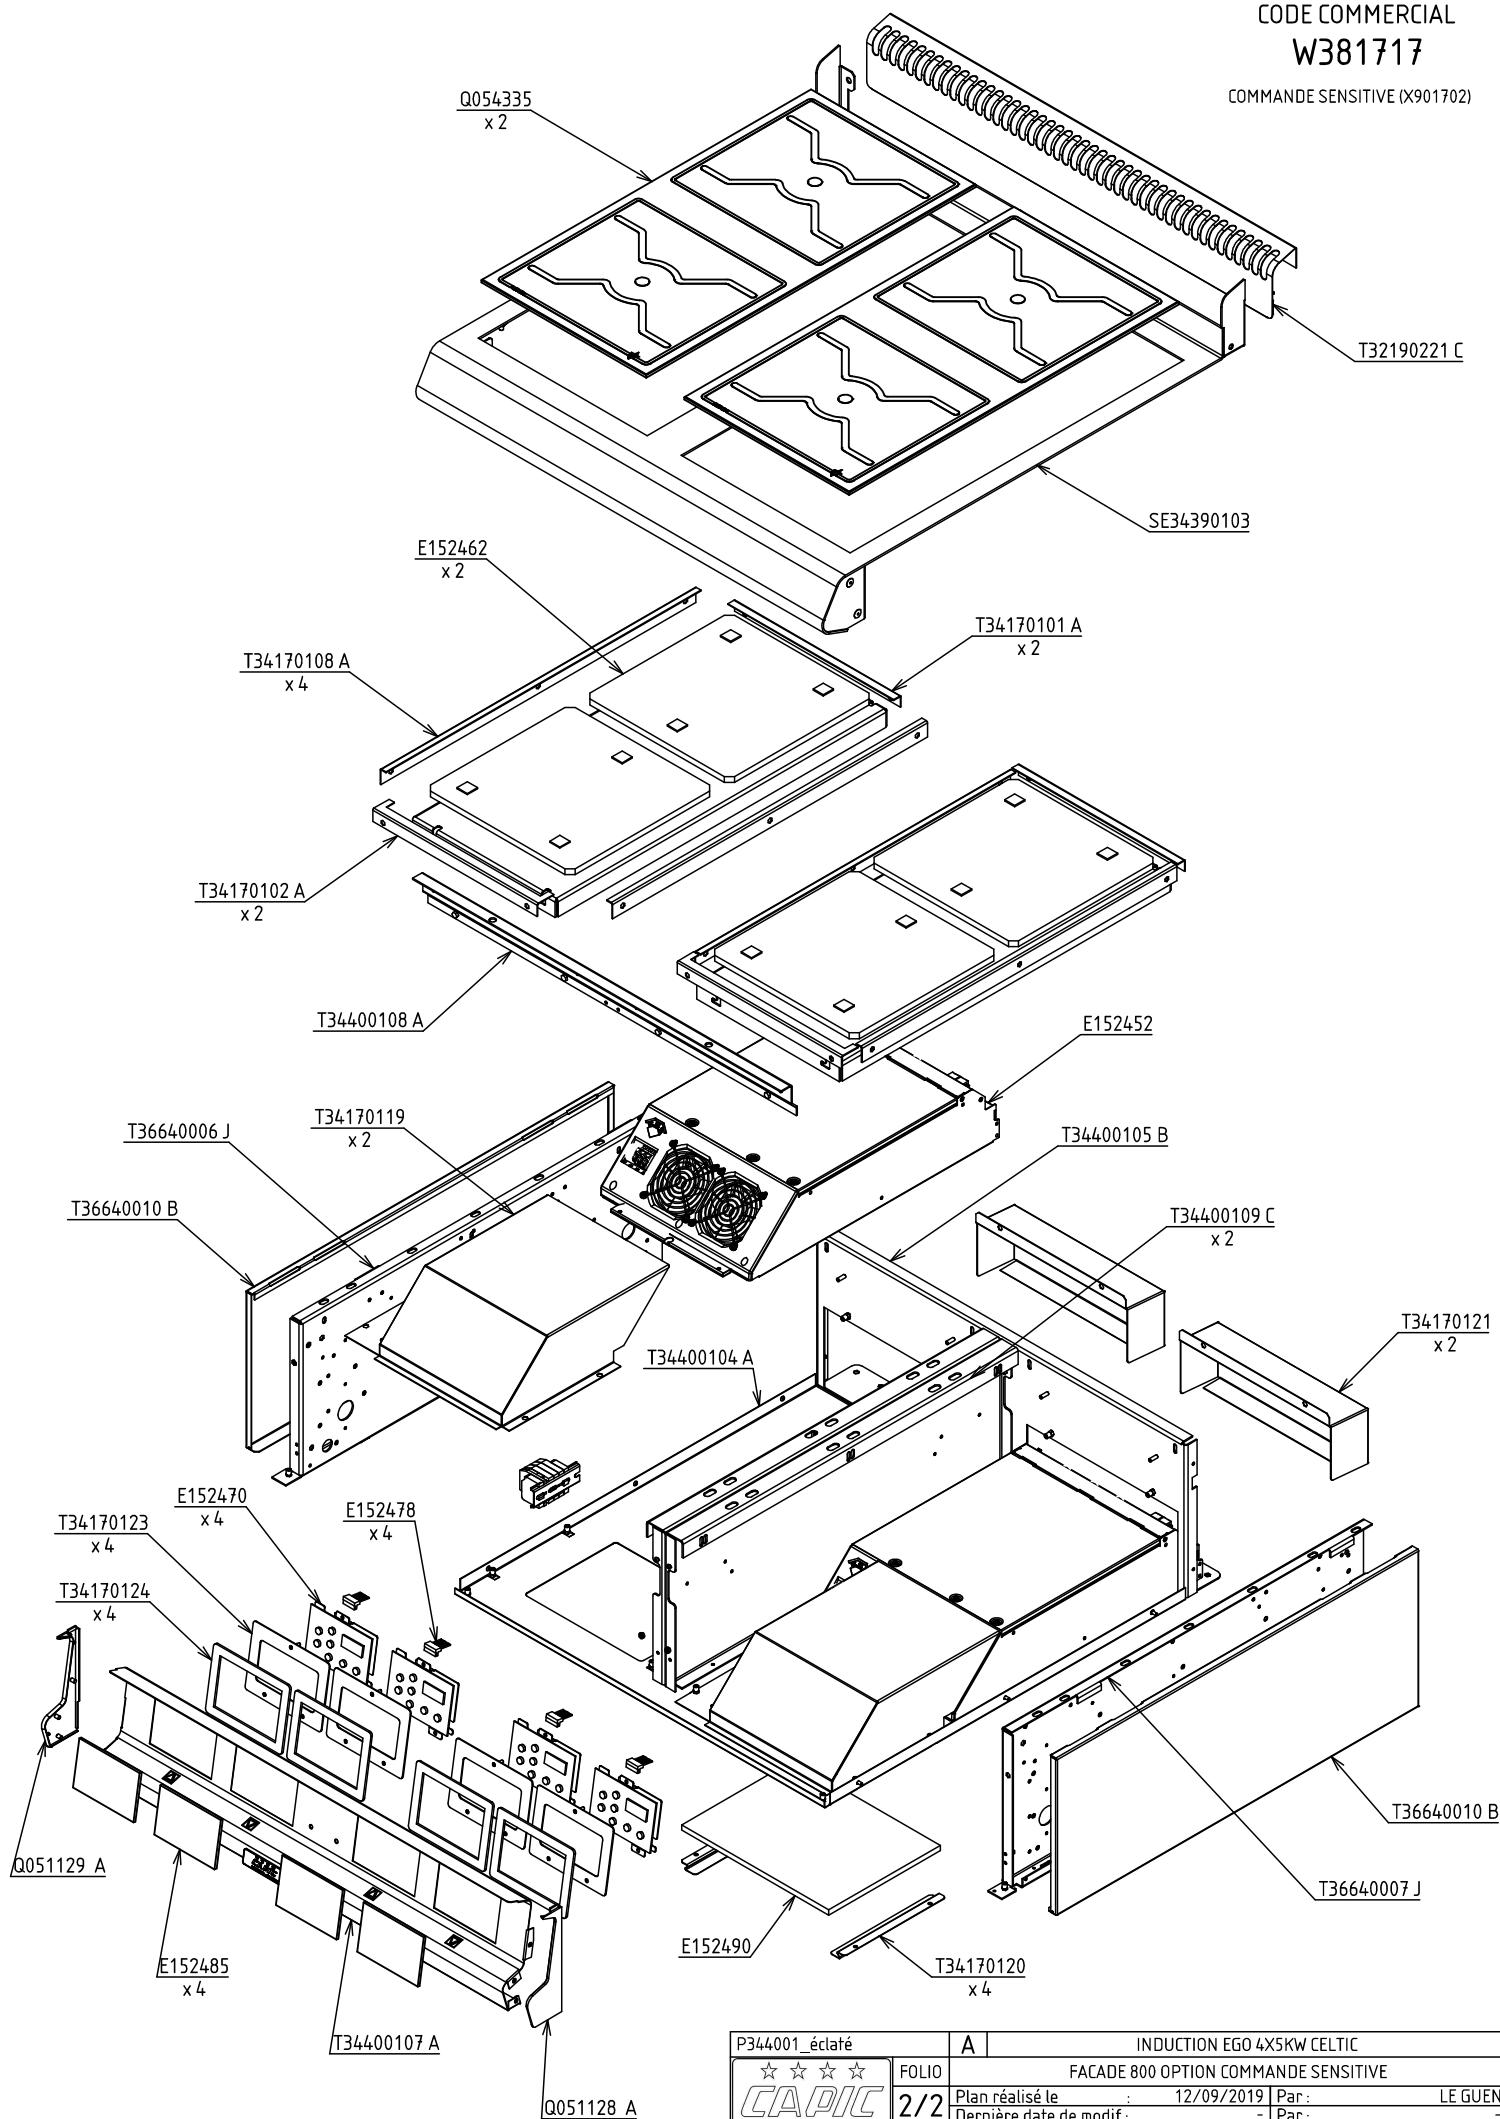 CODE COMMERCIAL
W381717
COMMANDE SENSITIVE (X901702)
Q054335
x 2
T32190221 C
SE34390103
E152462
x 2
T34170101 A
x 2
T34170108 A
x 4
T34170102 A
x 2
T34400108 A
E152452
T34170119
x 2
T36640006 J
T34400105 B
T36640010 B
T34400109 C
x 2
T34170121
x 2
T34400104 A
E152470
x 4
E152478
x 4
T34170123
x 4
T34170124
x 4
T36640010 B
Q051129 A
T36640007 J
E152490
E152485
x 4
T34170120
x 4
T34400107 A
Q051128 A
P344001_éclaté
A
INDUCTION EGO 4X5KW CELTIC
CAPIC
FOLIO
2/2
FACADE 800 OPTION COMMANDE SENSITIVE
Plan réalisé le : 12/09/2019 Par : LE GUEN
Dernière date de modif : - Par : -